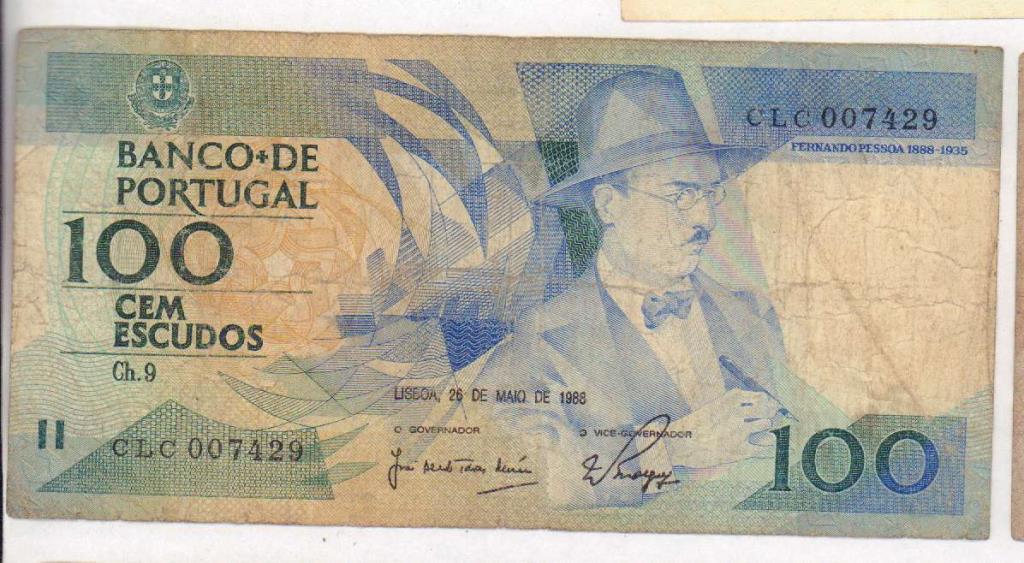 CLC 007429
FERNANDO PESSOA 1888-1935
BANCO+DE
PORTUGAL
100
CEM
ESCUDOS
Ch. 9
LISBOA, 26 DE MAIO DE 1988
O GOVERNADOR
O VICE-GOVERNADOR
CLC 007429
100